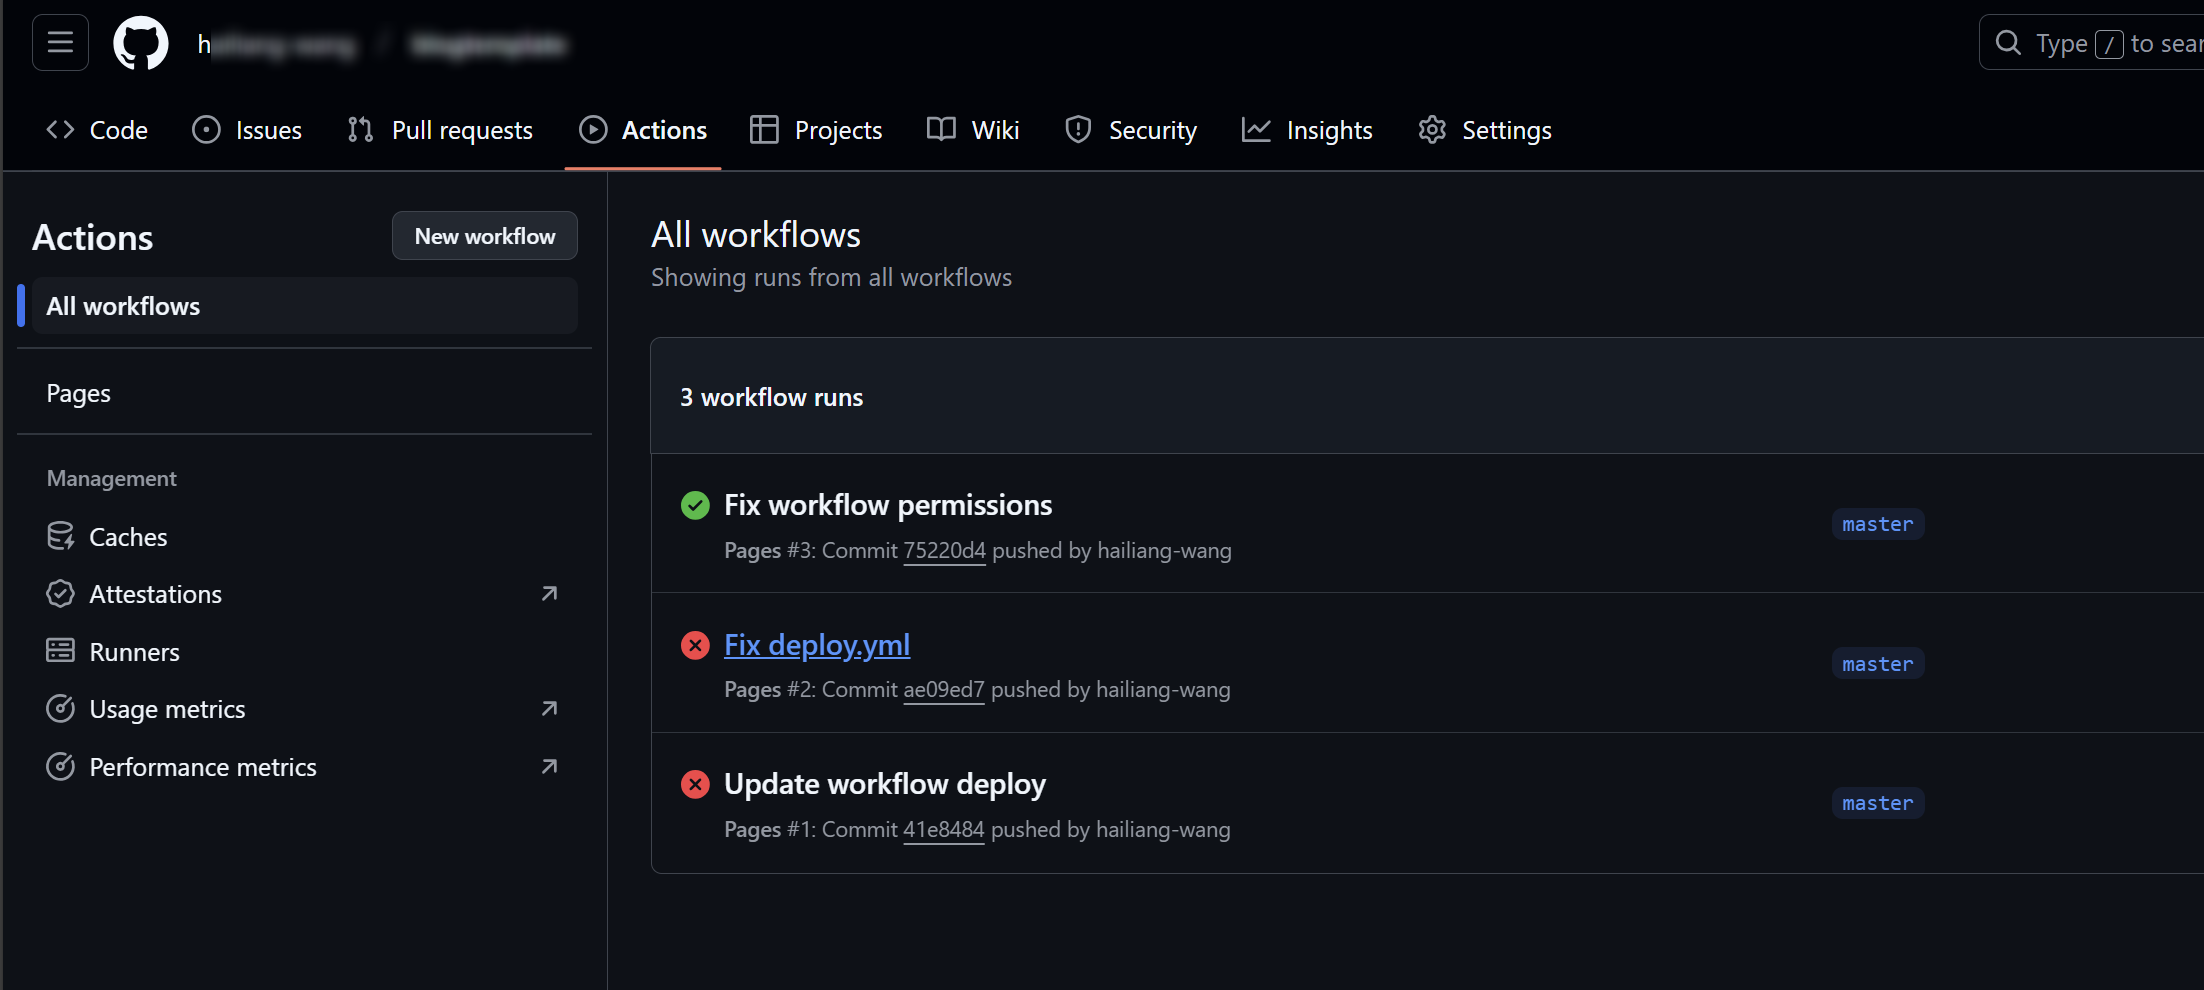 Type / to sear
Code
Issues
Pull requests
Actions
Projects
Wiki
Security
Insights
Settings
Actions
New workflow
All workflows
Pages
Management
Caches
Attestations
Runners
Usage metrics
Performance metrics
All workflows
Showing runs from all workflows
3 workflow runs
Fix workflow permissions
master
Pages #3: Commit 75220d4 pushed by hailiang-wang
Fix deploy.yml
master
Pages #2: Commit ae09ed7 pushed by hailiang-wang
Update workflow deploy
master
Pages #1: Commit 41e8484 pushed by hailiang-wang